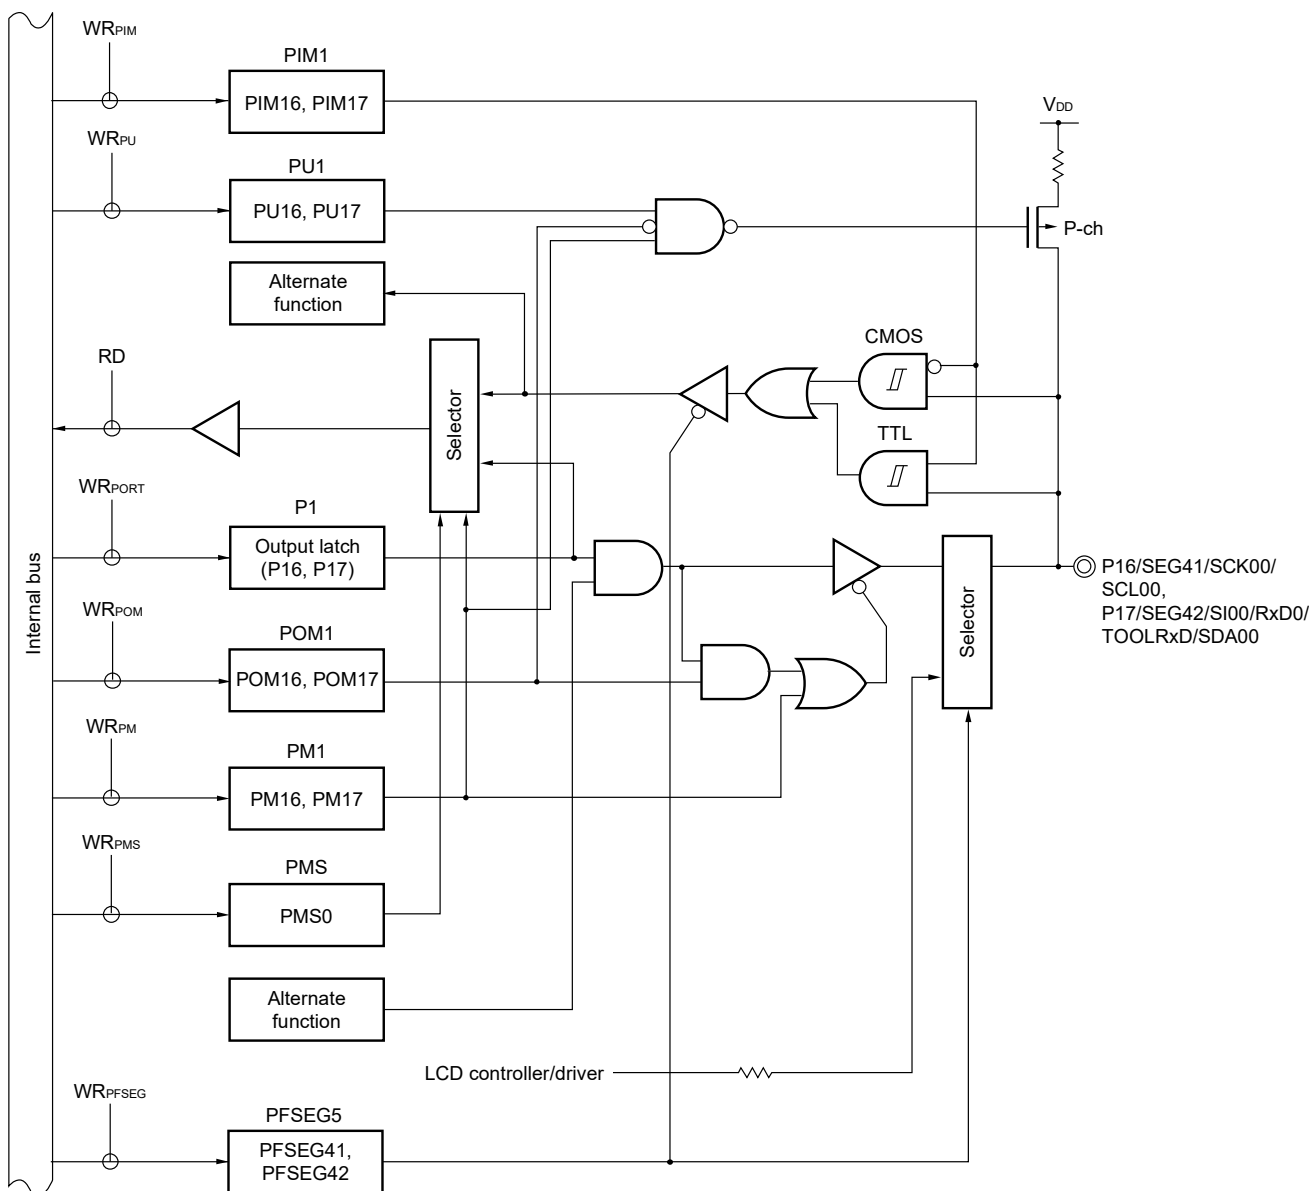 WRPIM
PIM1
PIM16, PIM17
VDD
WRPU
PU1
PU16, PU17
P-ch
Alternate
function
CMOS
RD
Selector
TTL
WRPORT
P1
Output latch
(P16, P17)
Internal bus
P16/SEG41/SCK00/
SCL00,
P17/SEG42/SI00/RxD0/
TOOLRxD/SDA00
Selector
WRPOM
POM1
POM16, POM17
WRPM
PM1
PM16, PM17
WRPMS
PMS
PMS0
Alternate
function
LCD controller/driver
WRPFSEG
PFSEG5
PFSEG41,
PFSEG42